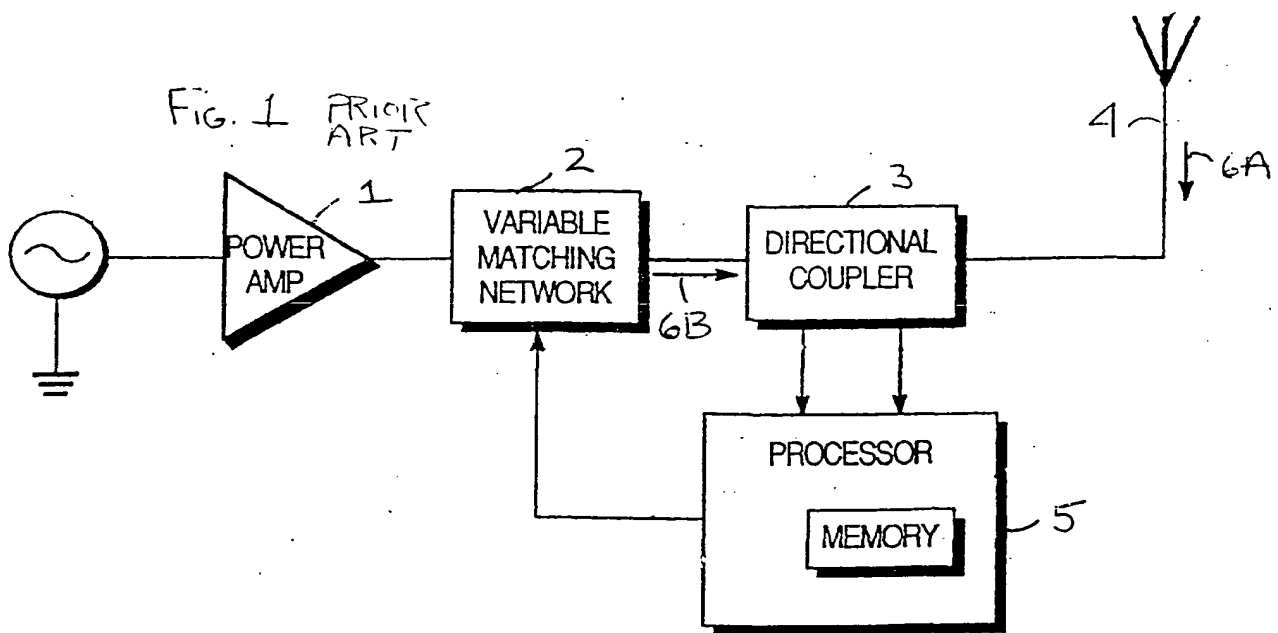 Fig. 1 PRIOR
ART
1
POWER
AMP
2
VARIABLE
MATCHING
NETWORK
6B
3
DIRECTIONAL
COUPLER
4
6A
PROCESSOR
MEMORY
5